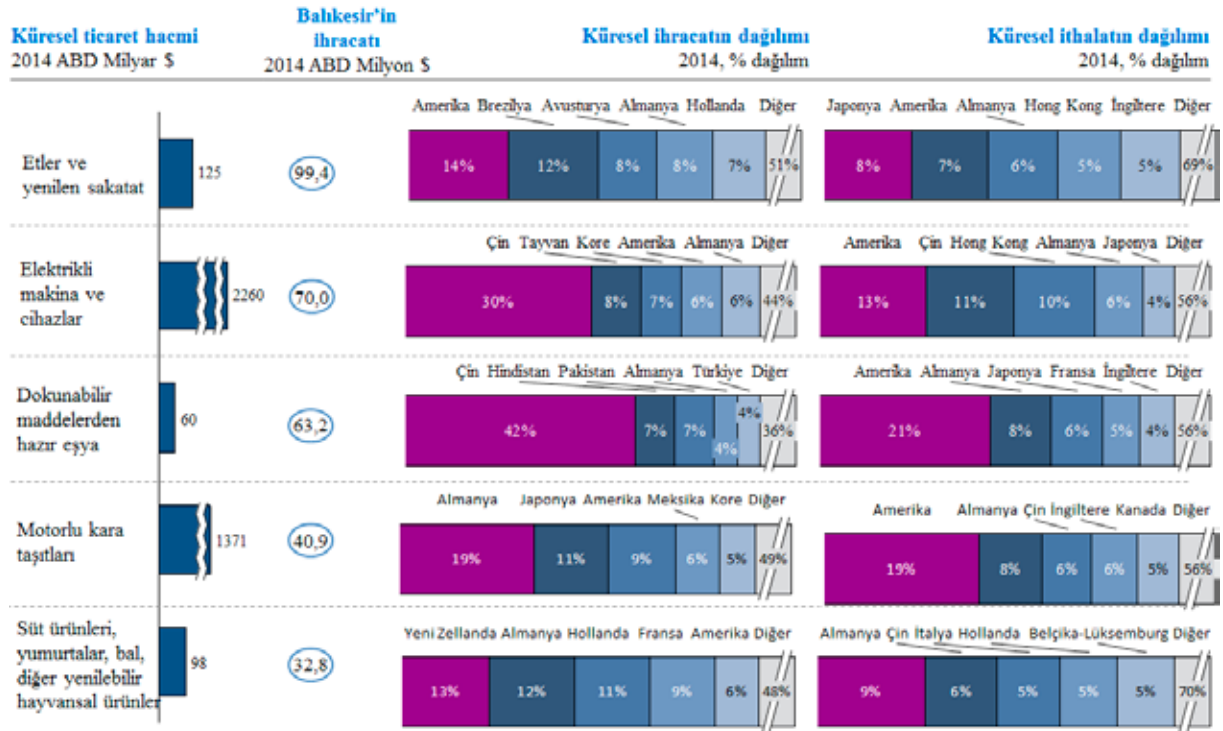 Küresel ticaret hacmi
2014 ABD Milyar $
Balıkesir'in
ihracatı
2014 ABD Milyon $
Küresel ihracatın dağılımı
2014, % dağılım
Küresel ithalatın dağılımı
2014, % dağılım
Etler ve
yenilen sakatat
125
99,4
Amerika Brezilya Avusturya Almanya Hollanda Diğer
14% 12% 8% 8% 7% 51%
Japonya Amerika Almanya Hong Kong İngiltere Diğer
8% 7% 6% 5% 5% 69%
Elektrikli
makina ve
cihazlar
2260
70,0
Çin Tayvan Kore Amerika Almanya Diğer
30% 8% 7% 6% 6% 44%
Amerika Çin Hong Kong Almanya Japonya Diğer
13% 11% 10% 6% 4% 56%
Dokunabilir
maddelerden
hazır eşya
60
63,2
Çin Hindistan Pakistan Almanya Türkiye Diğer
42% 7% 7% 4% 4% 36%
Amerika Almanya Japonya Fransa İngiltere Diğer
21% 8% 6% 5% 4% 56%
Motorlu kara
taşıtları
1371
40,9
Almanya Japonya Amerika Meksika Kore Diğer
19% 11% 9% 6% 5% 49%
Amerika Almanya Çin İngiltere Kanada Diğer
19% 8% 6% 6% 5% 56%
Süt ürünleri,
yumurtalar, bal,
diğer yenilebilir
hayvansal ürünler
98
32,8
Yeni Zellanda Almanya Hollanda Fransa Amerika Diğer
13% 12% 11% 9% 6% 48%
Almanya Çin İtalya Hollanda Belçika-Lüksemburg Diğer
9% 6% 5% 5% 5% 70%